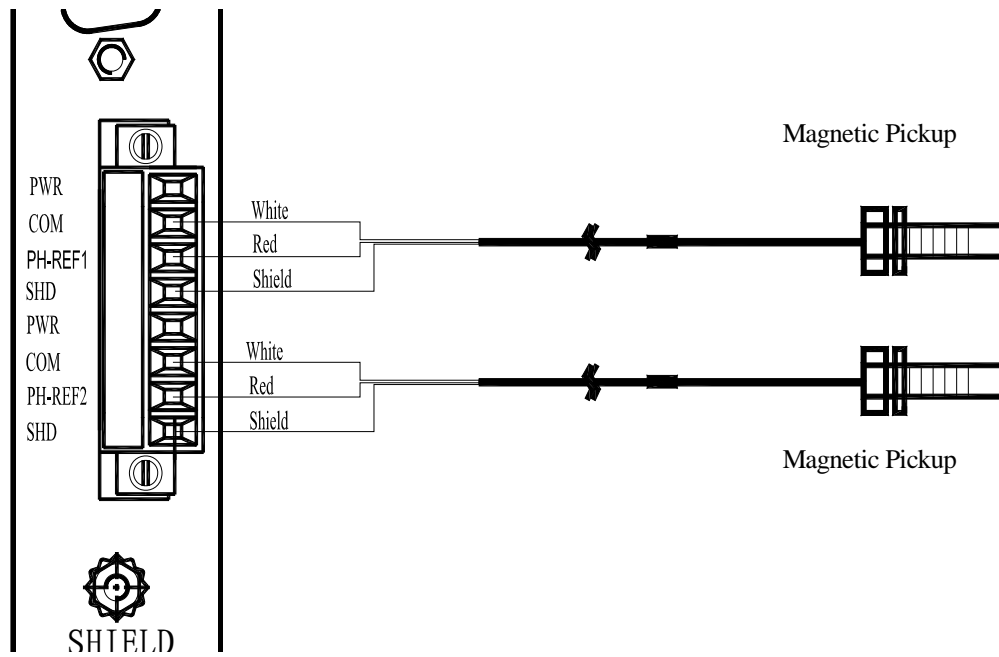 Magnetic Pickup
PWR
COM
White
PH-REF1
Red
SHD
Shield
PWR
COM
White
PH-REF2
Red
SHD
Shield
Magnetic Pickup
SHIELD